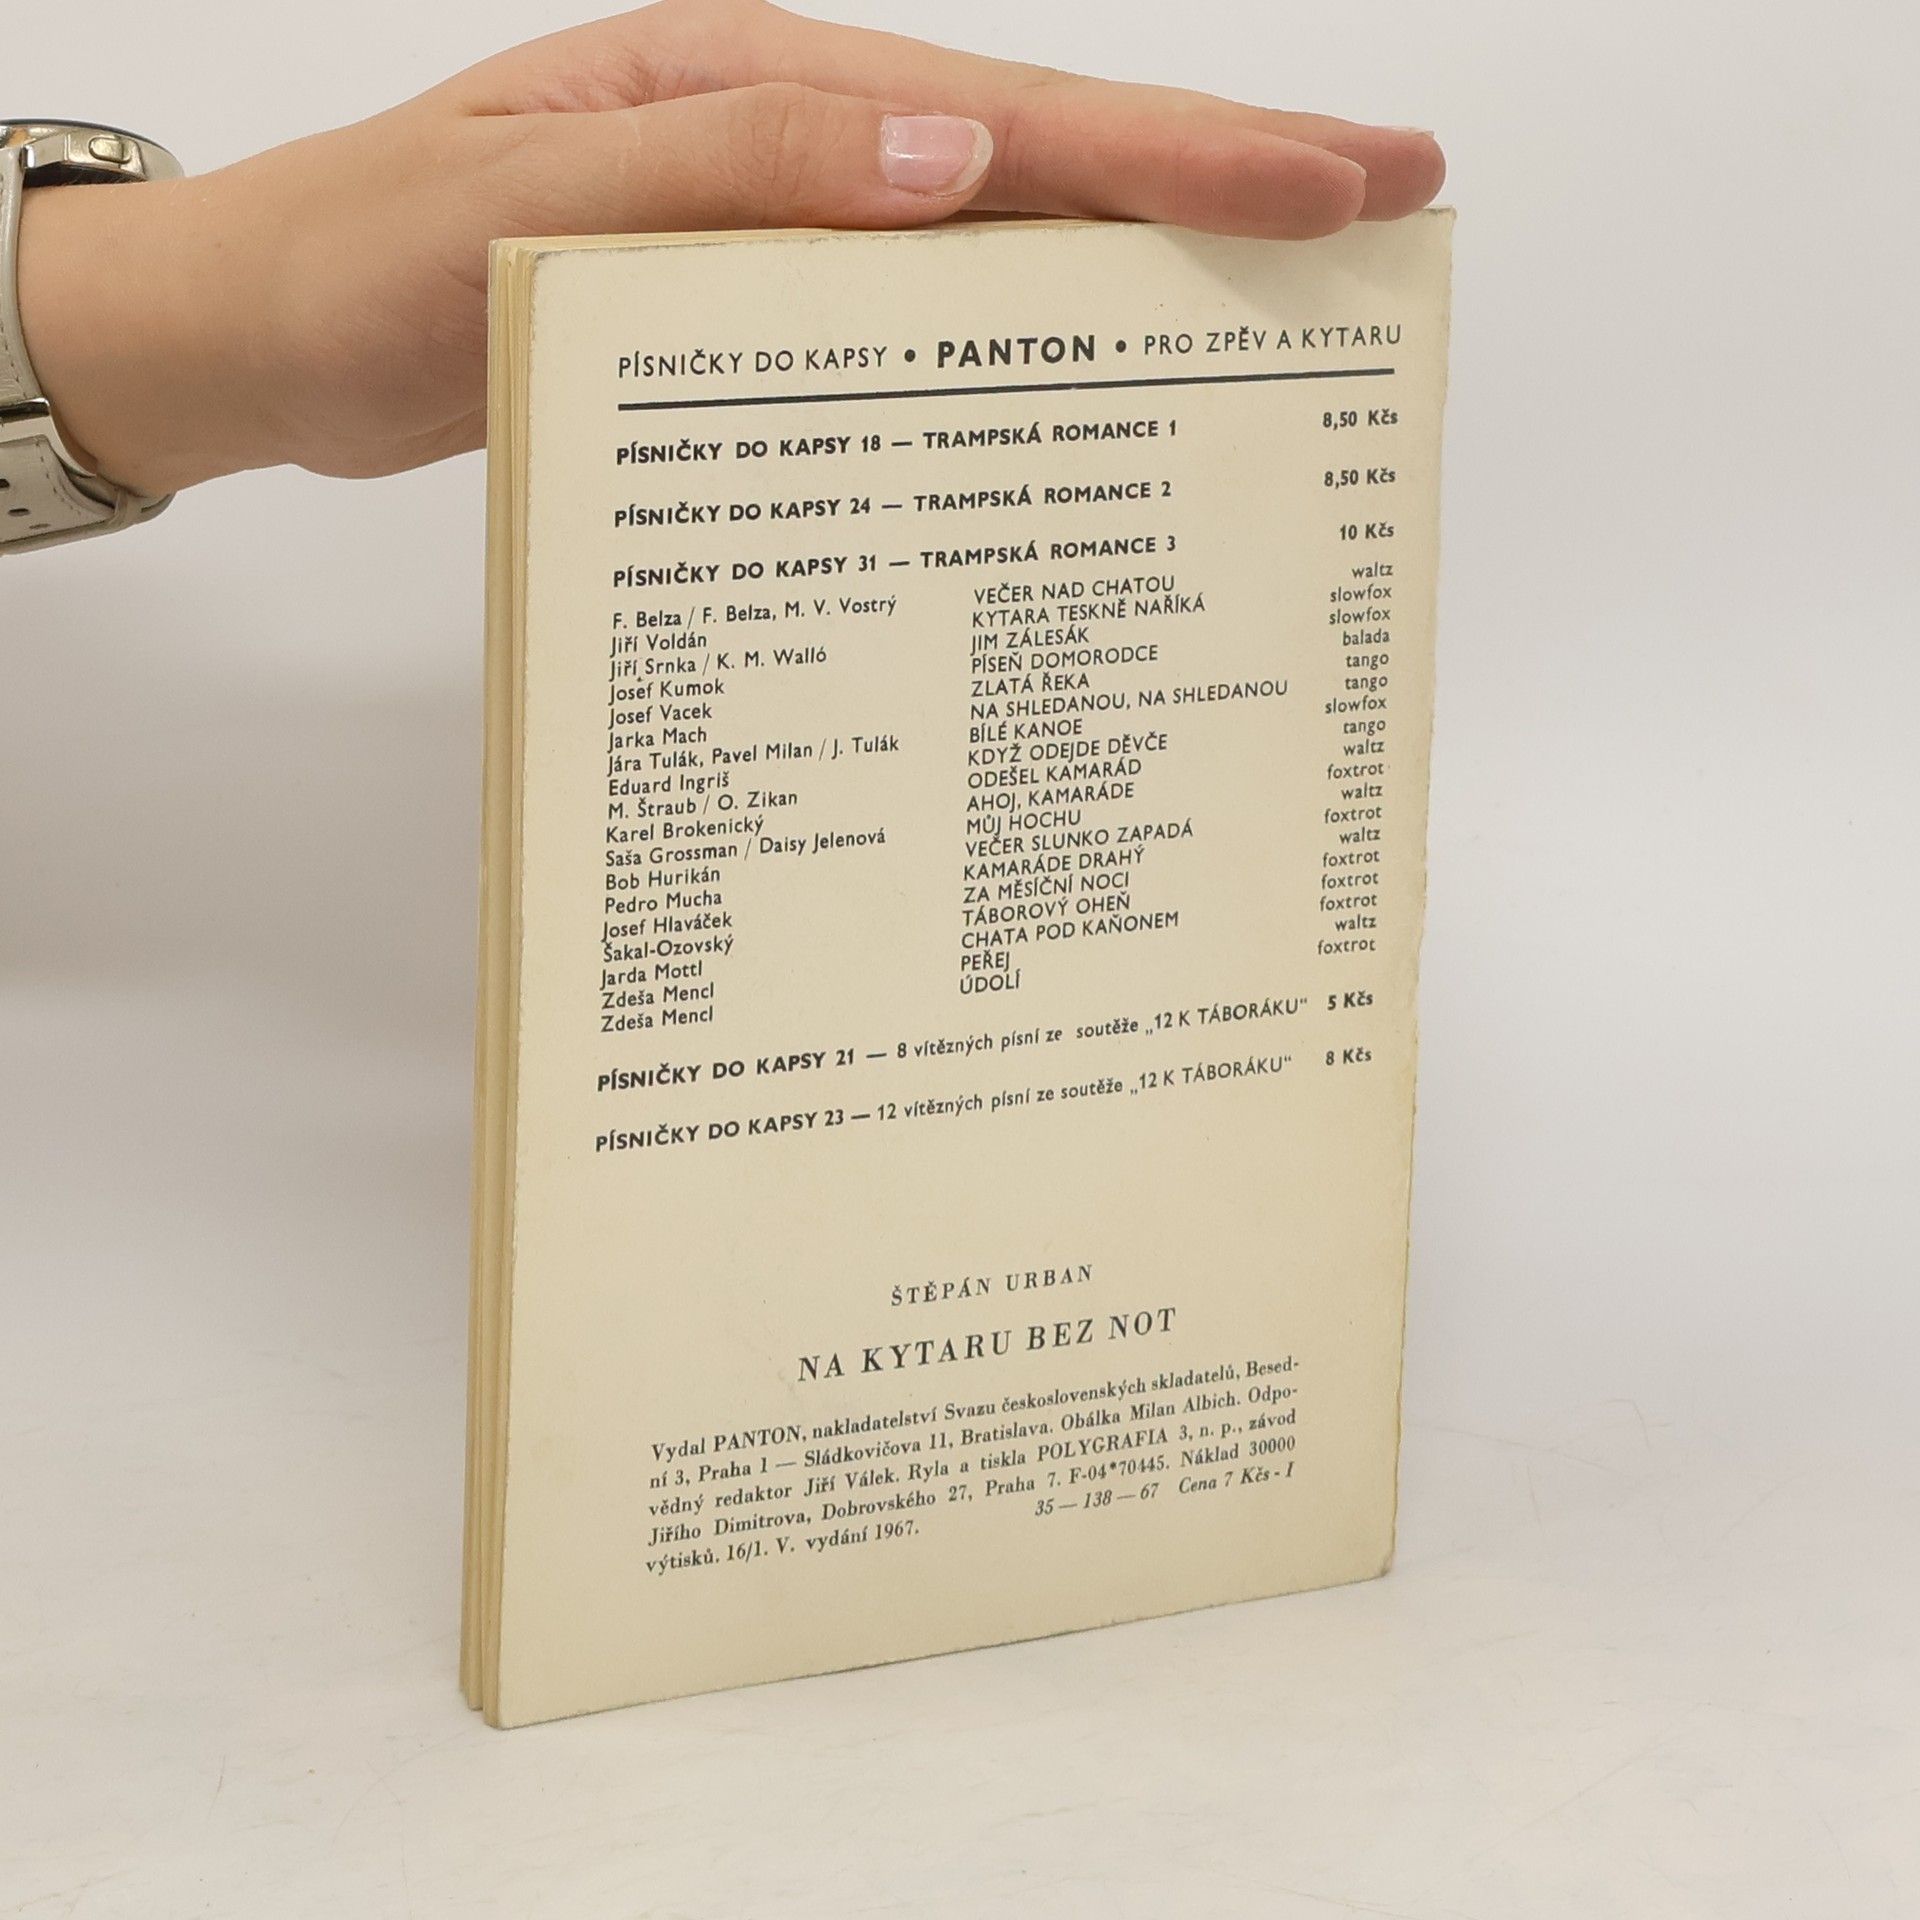 PÍSNIČKY DO KAPSY • PANTON • PRO ZPĚV A KYTARU
PÍSNIČKY DO KAPSY 18 — TRAMPSKÁ ROMANCE 1 8,50 Kčs
PÍSNIČKY DO KAPSY 24 — TRAMPSKÁ ROMANCE 2 8,50 Kčs
PÍSNIČKY DO KAPSY 31 — TRAMPSKÁ ROMANCE 3 10 Kčs
F. Belza / F. Belza, M. V. Vostrý VEČER NAD CHATOU waltz
Jiří Voldán KYTARA TESKNĚ NAŘÍKÁ slowfox
Jiří Srnka / K. M. Walló JIM ZÁLESÁK slowfox
Josef Kumok PÍSEŇ DOMORODCE balada
Josef Vacek ZLATÁ ŘEKA tango
Jarka Mach NA SHLEDANOU, NA SHLEDANOU tango
Jára Tulák, Pavel Milan / J. Tulák BÍLÉ KANOE slowfox
Eduard Ingriš KDYŽ ODEJDE DĚVČE tango
M. Štraub / O. Zikan ODEŠEL KAMARÁD waltz
Karel Brokenický AHOJ, KAMARÁDE foxtrot
Saša Grossman / Daisy Jelenová MŮJ HOCHU waltz
Bob Hurikán VEČER SLUNKO ZAPADÁ foxtrot
Pedro Mucha KAMARÁDE DRAHÝ waltz
Josef Hlaváček ZA MĚSÍČNÍ NOCI foxtrot
Šakal-Ozovský TÁBOROVÝ OHEŇ foxtrot
Jarda Mottl CHATA POD KAŇONEM foxtrot
Zdeša Mencl PEŘEJ waltz
Zdeša Mencl ÚDOLÍ foxtrot
PÍSNIČKY DO KAPSY 21 — 8 vítězných písní ze soutěže „12 K TÁBORÁKU“ 5 Kčs
PÍSNIČKY DO KAPSY 23 — 12 vítězných písní ze soutěže „12 K TÁBORÁKU“ 8 Kčs
ŠTĚPÁN URBAN
NA KYTARU BEZ NOT
Vydal PANTON, nakladatelství Svazu československých skladatelů, Besed-
ní 3, Praha 1 — Sládkovičova 11, Bratislava. Obálka Milan Albich. Odpo-
vědný redaktor Jiří Válek. Ryla a tiskla POLYGRAFIA 3, n. p., závod
Jiřího Dimitrova, Dobrovského 27, Praha 7. F-04*70445. Náklad 30000
výtisků. 16/1. V. vydání 1967. 35 — 138 — 67 Cena 7 Kčs - I